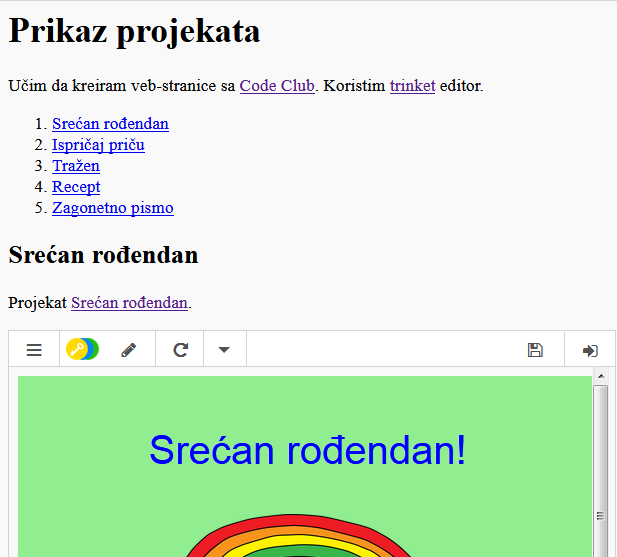 Prikaz projekata
Učim da kreiram veb-stranice sa Code Club. Koristim trinket editor.
1. Srećan rođendan
2. Ispričaj priču
3. Tražen
4. Recept
5. Zagonetno pismo
Srećan rođendan
Projekat Srećan rođendan.
Srećan rođendan!